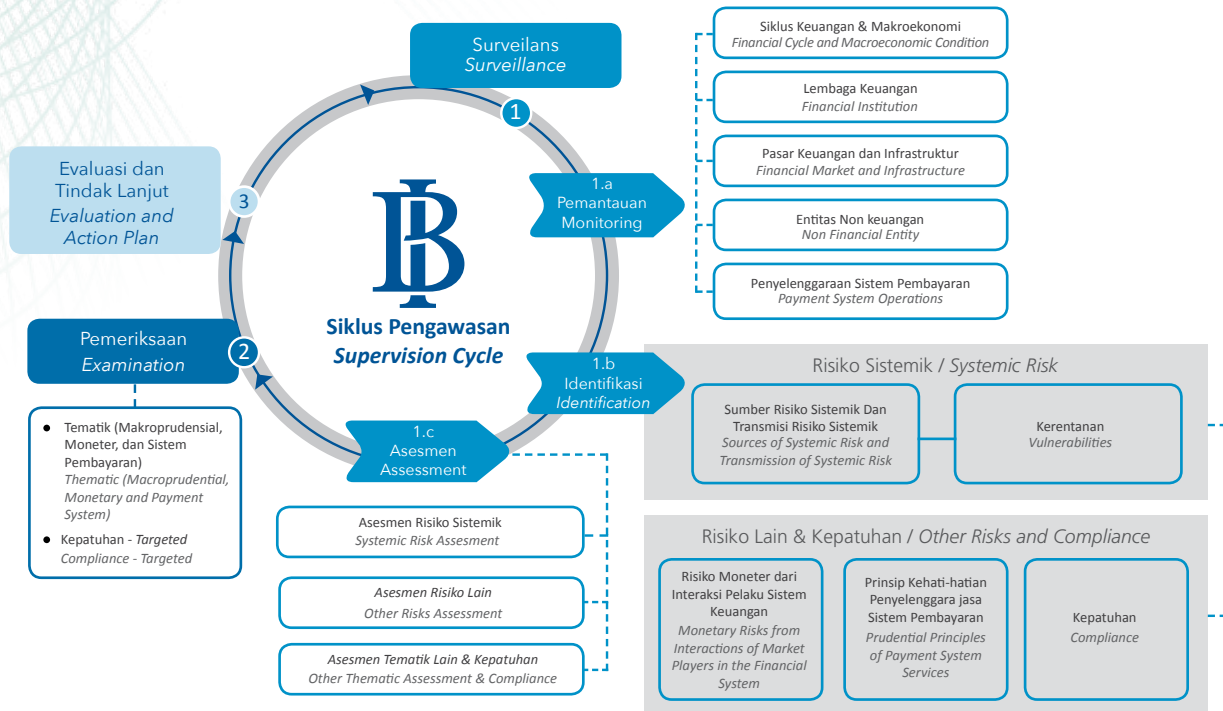 Surveilans
Surveillance
1
1.a
Pemantauan
Monitoring
Siklus Keuangan & Makroekonomi
Financial Cycle and Macroeconomic Condition
Lembaga Keuangan
Financial Institution
Pasar Keuangan dan Infrastruktur
Financial Market and Infrastructure
Entitas Non keuangan
Non Financial Entity
Penyelenggaraan Sistem Pembayaran
Payment System Operations
Evaluasi dan
Tindak Lanjut
Evaluation and
Action Plan
3
BI
Siklus Pengawasan
Supervision Cycle
1.b
Identifikasi
Identification
Risiko Sistemik / Systemic Risk
Sumber Risiko Sistemik Dan
Transmisi Risiko Sistemik
Sources of Systemic Risk and
Transmission of Systemic Risk
Kerentanan
Vulnerabilities
Risiko Lain & Kepatuhan / Other Risks and Compliance
Risiko Moneter dari
Interaksi Pelaku Sistem
Keuangan
Monetary Risks from
Interactions of Market
Players in the Financial
System
Prinsip Kehati-hatian
Penyelenggara jasa
Sistem Pembayaran
Prudential Principles
of Payment System
Services
Kepatuhan
Compliance
1.c
Asesmen
Assessment
Asesmen Risiko Sistemik
Systemic Risk Assesment
Asesmen Risiko Lain
Other Risks Assessment
Asesmen Tematik Lain & Kepatuhan
Other Thematic Assessment & Compliance
Pemeriksaan
Examination
2
● Tematik (Makroprudensial,
Moneter, dan Sistem
Pembayaran)
Thematic (Macroprudential,
Monetary and Payment
System)
● Kepatuhan - Targeted
Compliance - Targeted